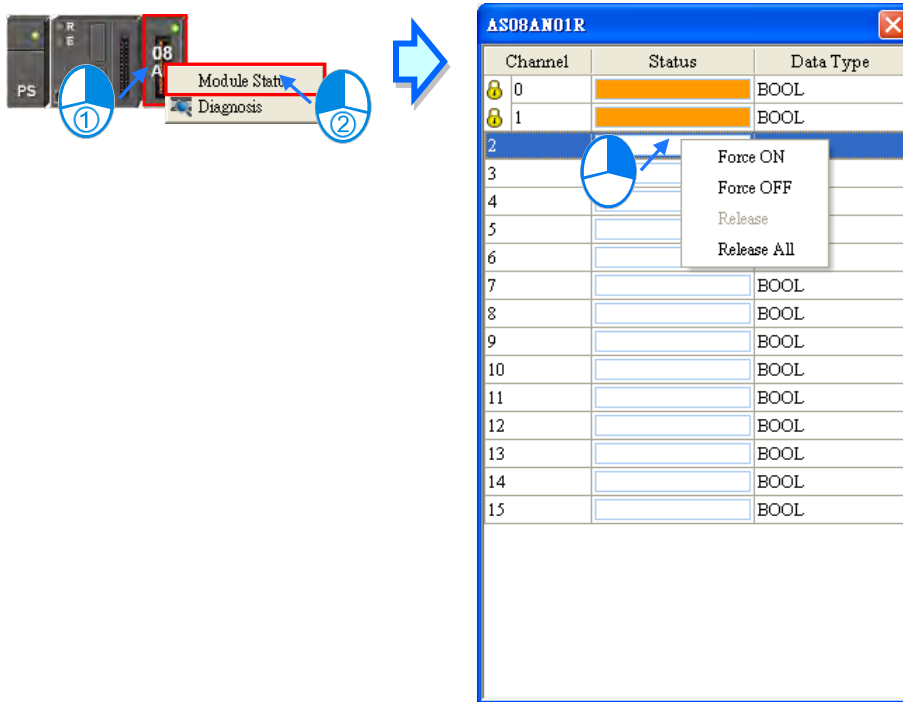 R
E
PS
08
A
Module Statu
Diagnosis
1
2
AS08AN01R
Channel Status Data Type
0 BOOL
1 BOOL
2
3
4
5
6
7 BOOL
8 BOOL
9 BOOL
10 BOOL
11 BOOL
12 BOOL
13 BOOL
14 BOOL
15 BOOL
Force ON
Force OFF
Release
Release All